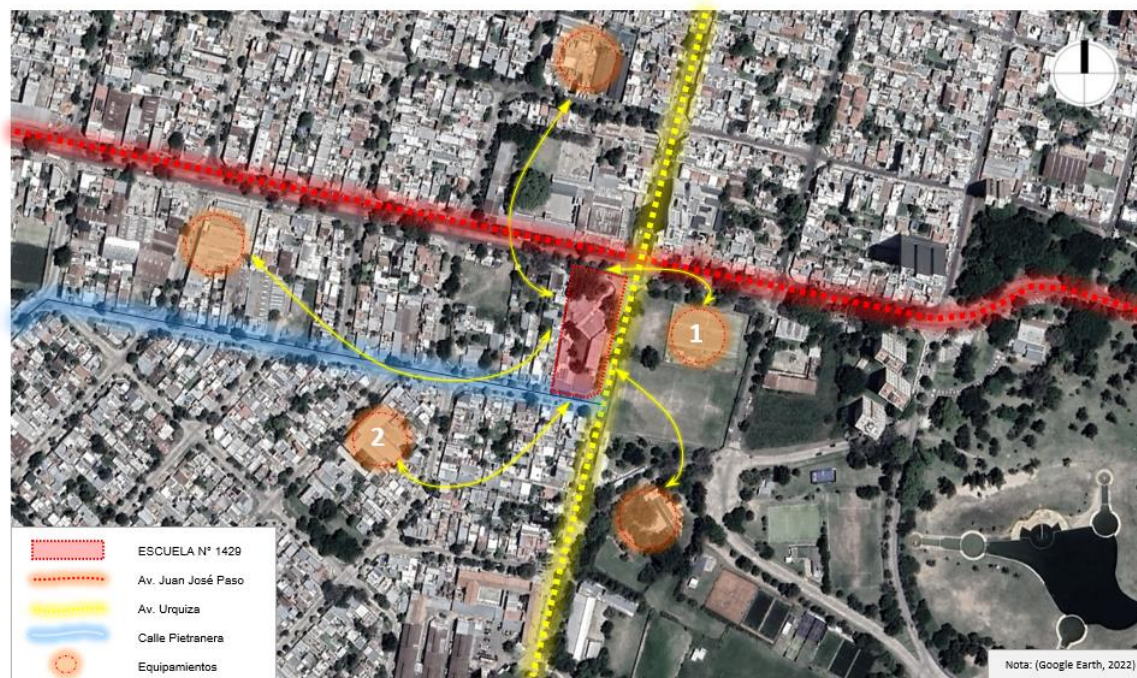 1
2
ESCUELA N° 1429
Av. Juan José Paso
Av. Urquiza
Calle Pietranera
Equipamientos
Nota: (Google Earth, 2022)